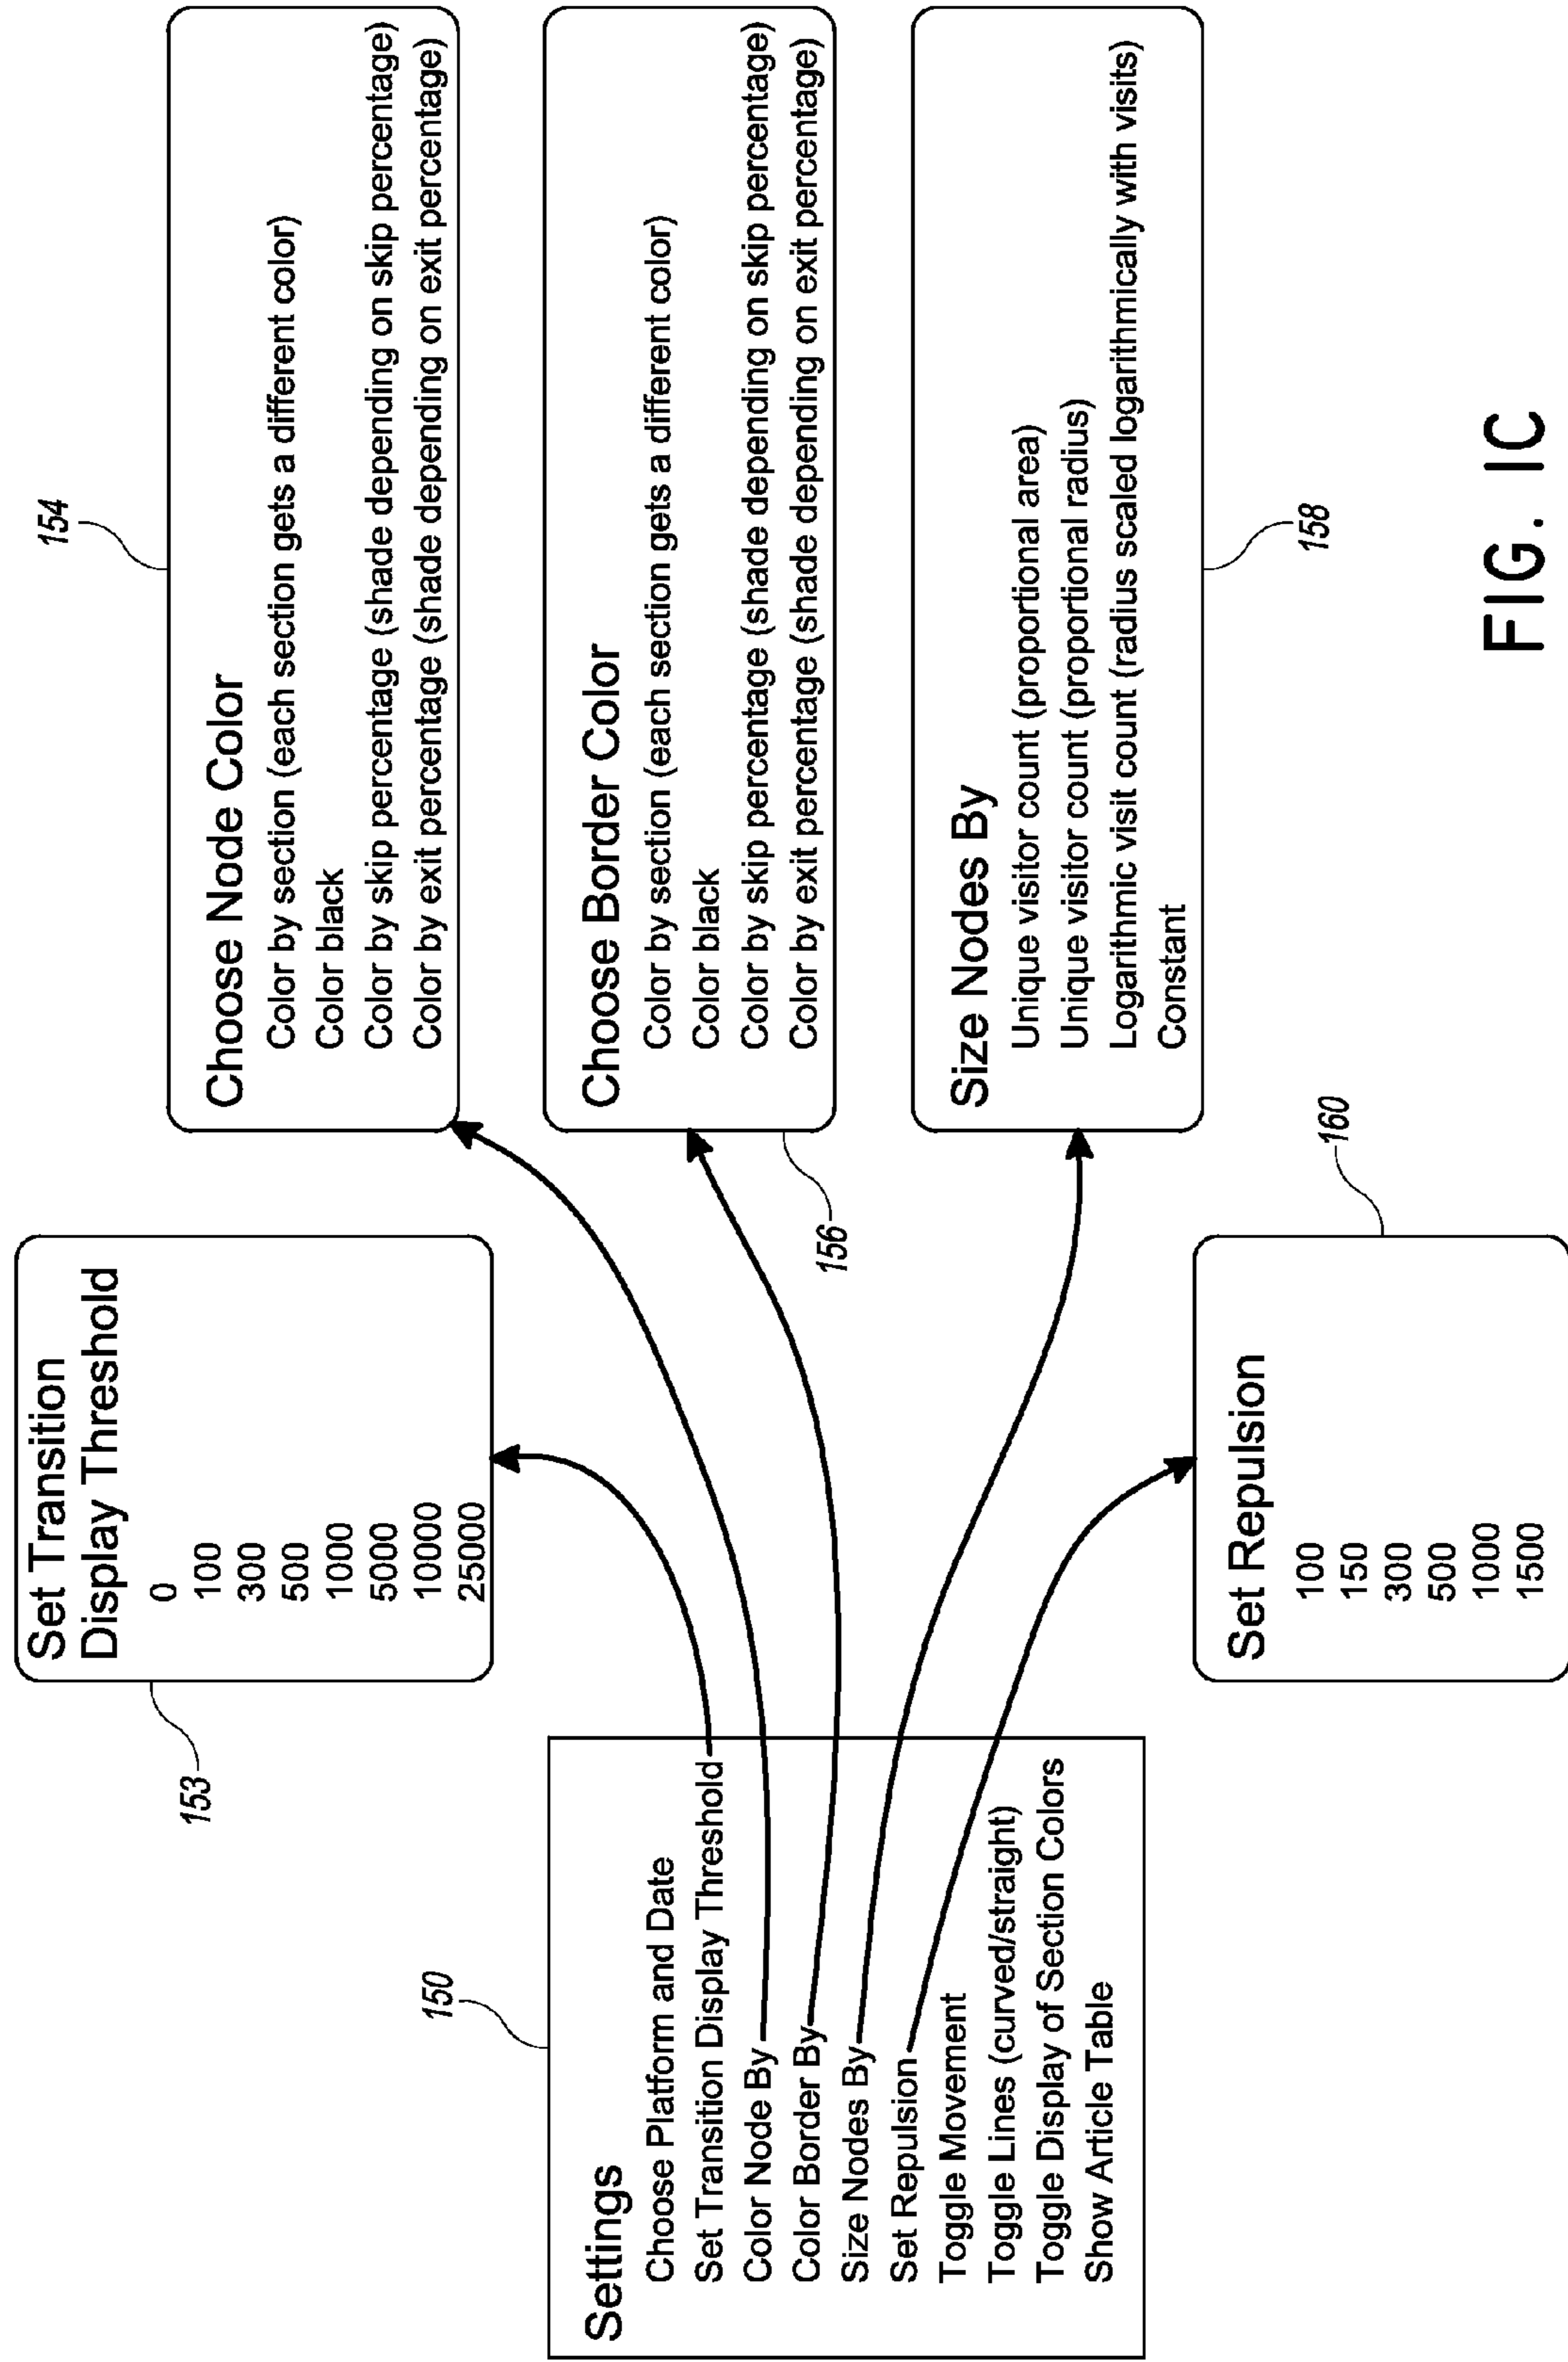 153
Set Transition
Display Threshold
0
100
300
500
1000
5000
10000
25000
154
Choose Node Color
Color by section (each section gets a different color)
Color black
Color by skip percentage (shade depending on skip percentage)
Color by exit percentage (shade depending on exit percentage)
150
Settings
Choose Platform and Date
Set Transition Display Threshold
Color Node By
Color Border By
Size Nodes By
Set Repulsion
Toggle Movement
Toggle Lines (curved/straight)
Toggle Display of Section Colors
Show Article Table
156
Choose Border Color
Color by section (each section gets a different color)
Color black
Color by skip percentage (shade depending on skip percentage)
Color by exit percentage (shade depending on exit percentage)
Size Nodes By
Unique visitor count (proportional area)
Unique visitor count (proportional radius)
Logarithmic visit count (radius scaled logarithmically with visits)
Constant
158
160
Set Repulsion
100
150
300
500
1000
1500
FIG. 1C